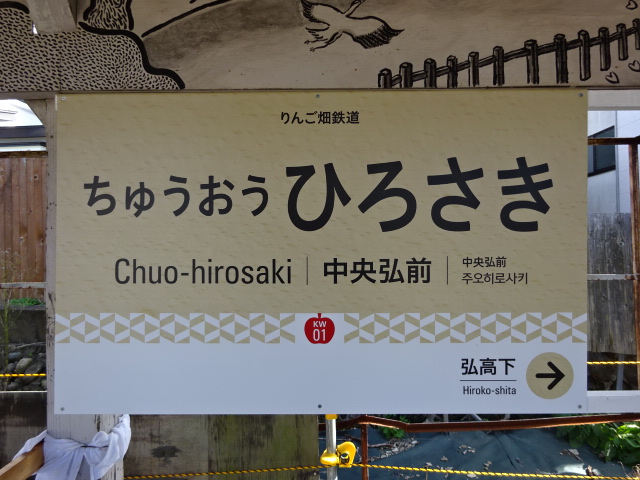 りんご畑鉄道
ちゅうおうひろさき
Chuo-hirosaki | 中央弘前 | 中央弘前
주오히로사키
KW
01
弘高下
Hiroko-shita